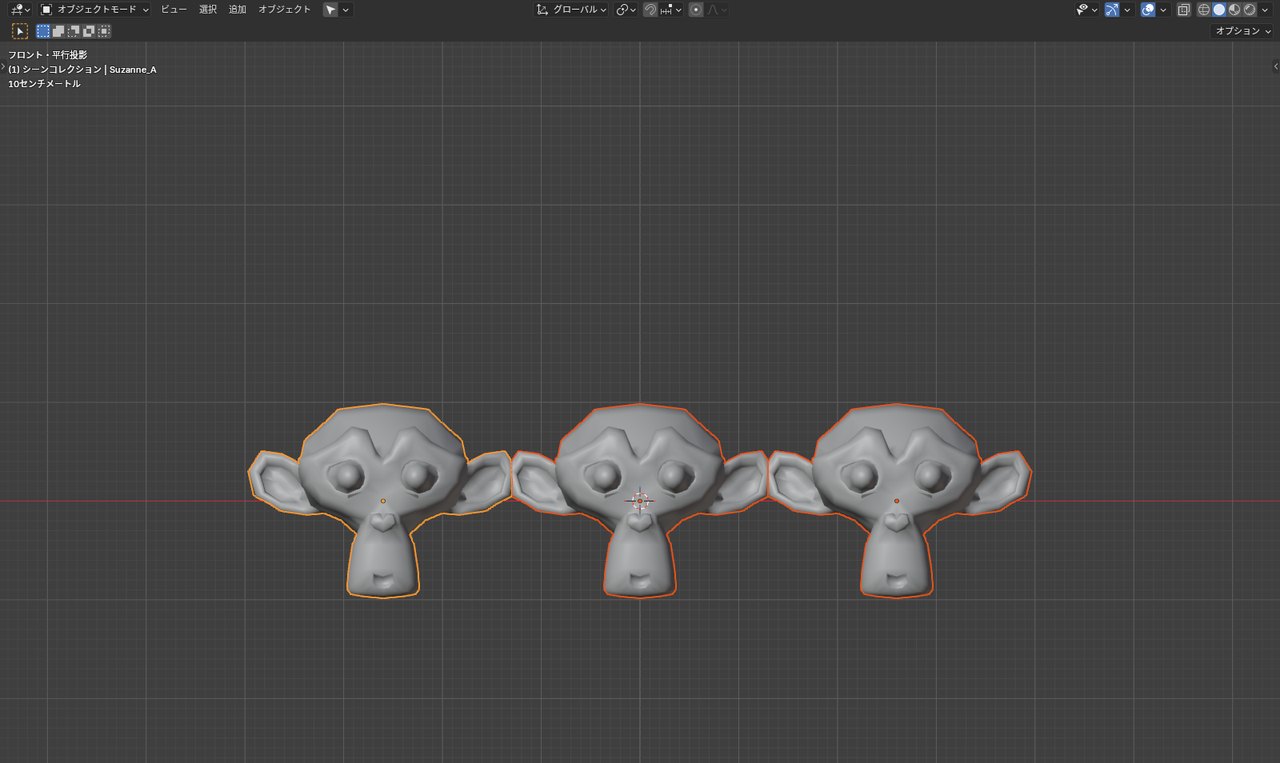 オブジェクトモード ビュー 選択 追加 オブジェクト グローバル
オプション
フロント・平行投影
(1) シーンコレクション | Suzanne_A
10センチメートル